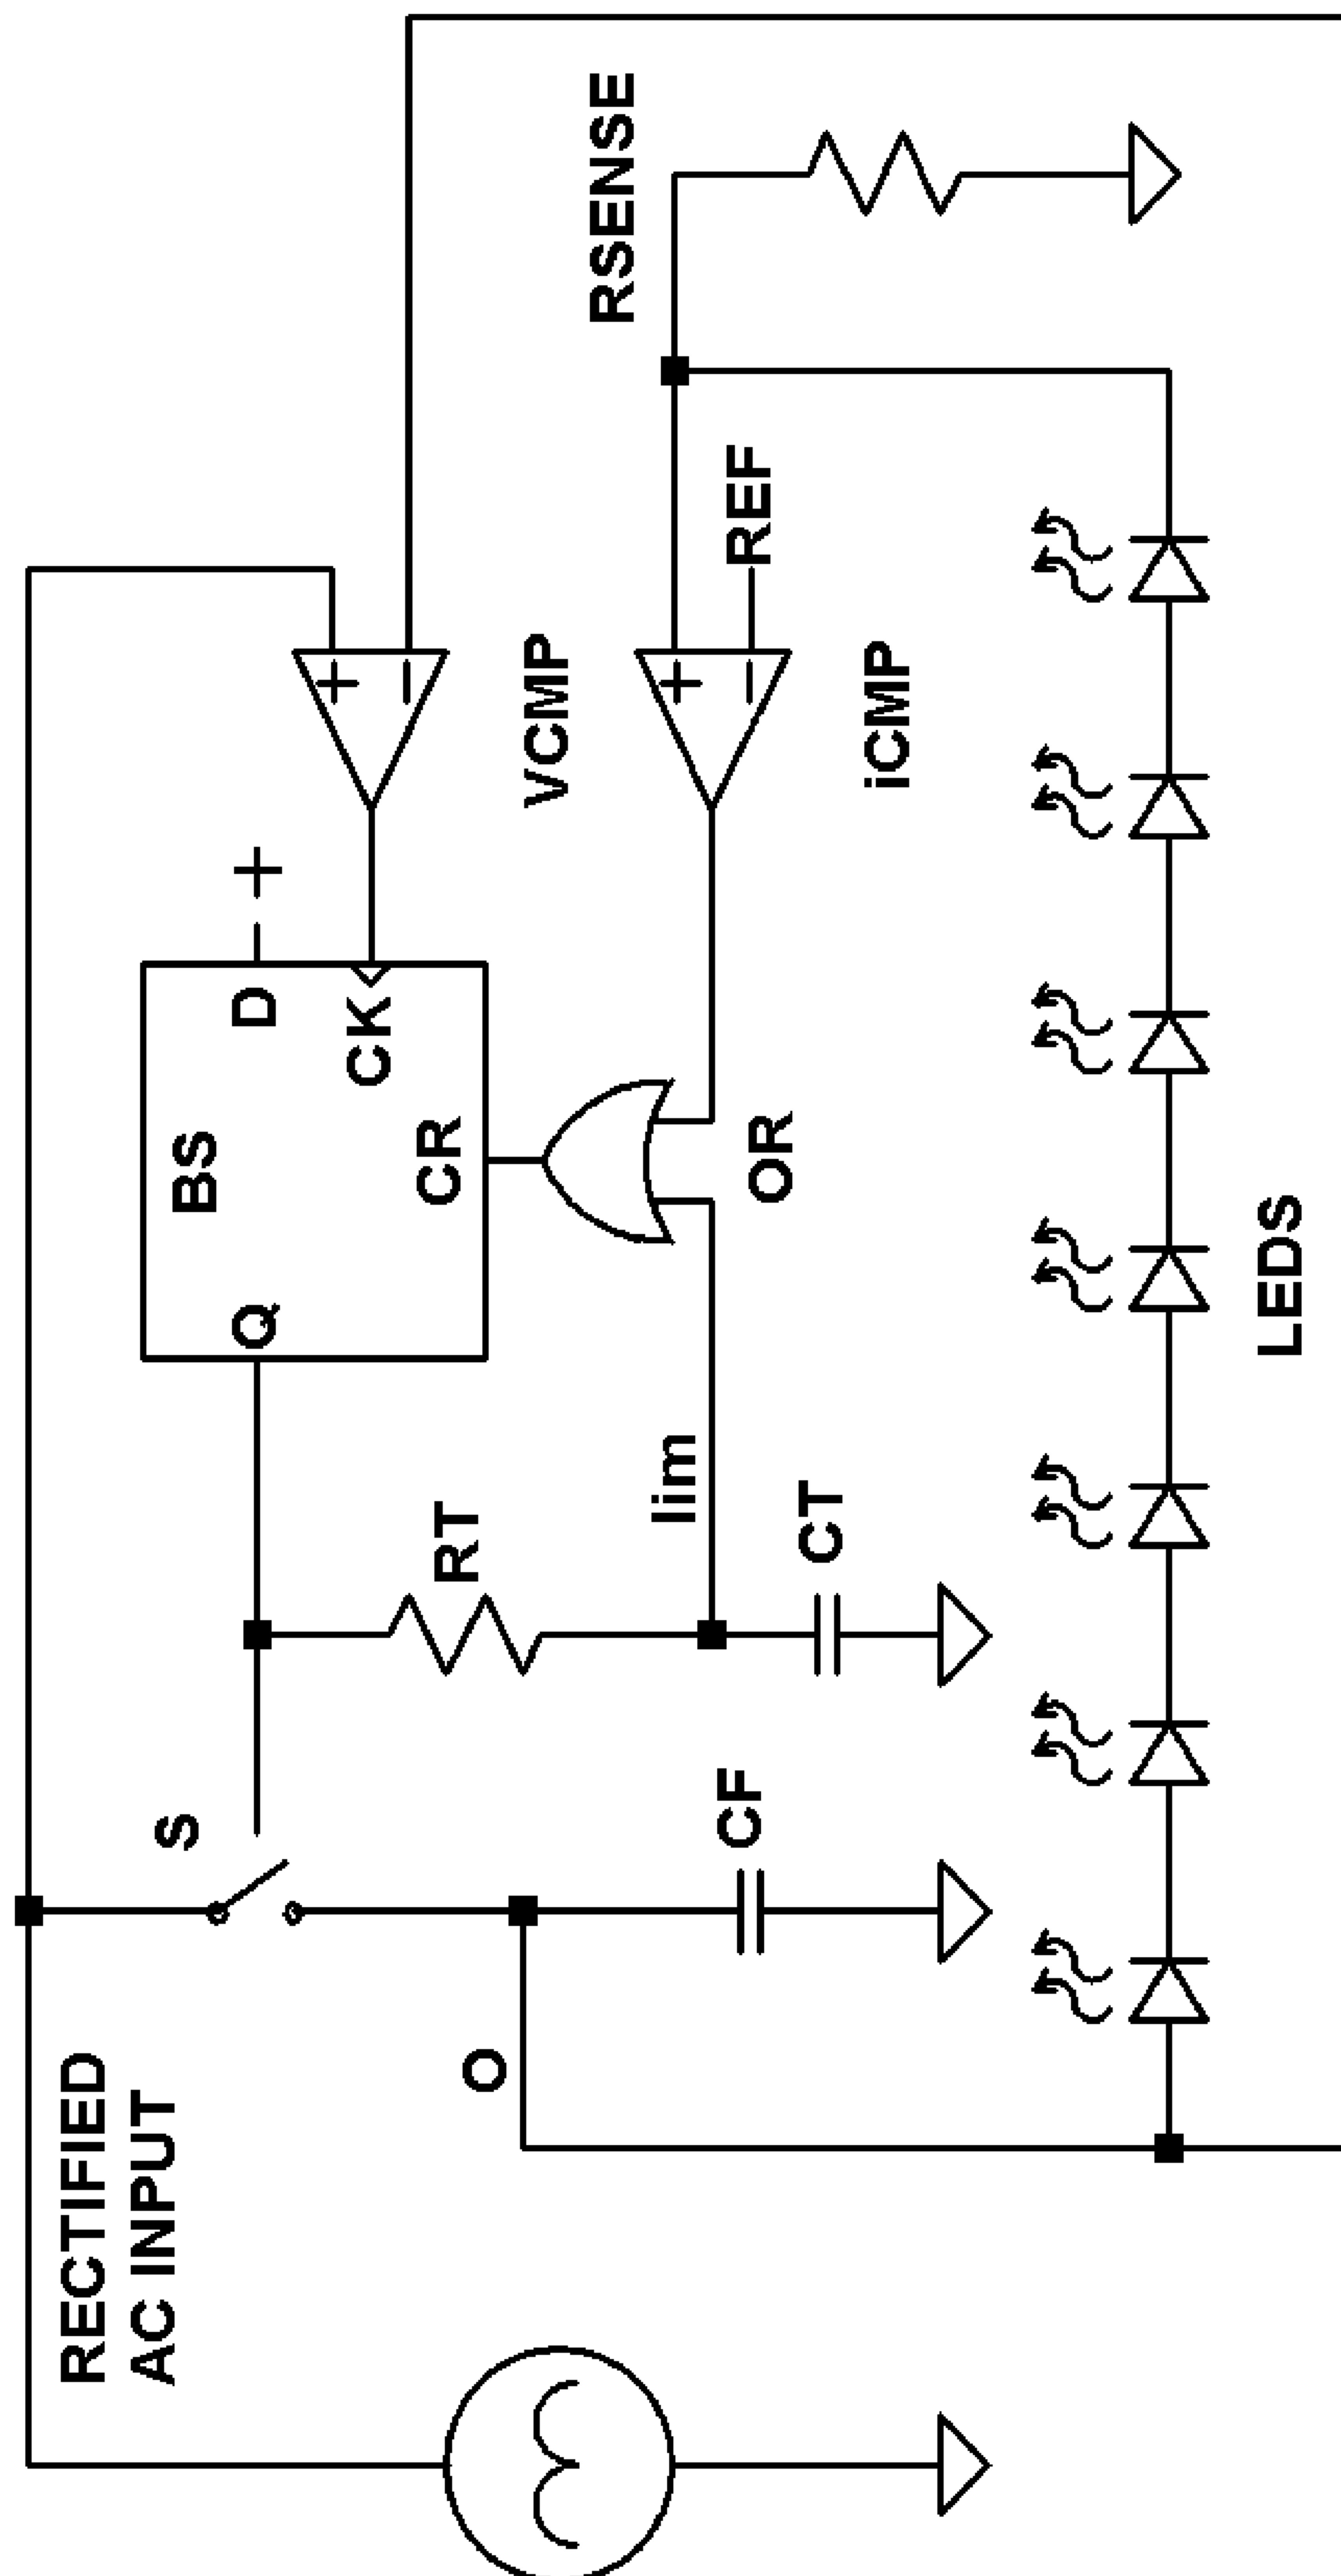 RECTIFIED
AC INPUT
S
BS
Q
D
+
CK
+
−
CR
RT
O
VCMP
RSENSE
lim
+
−
CF
REF
OR
CT
iCMP
LEDS